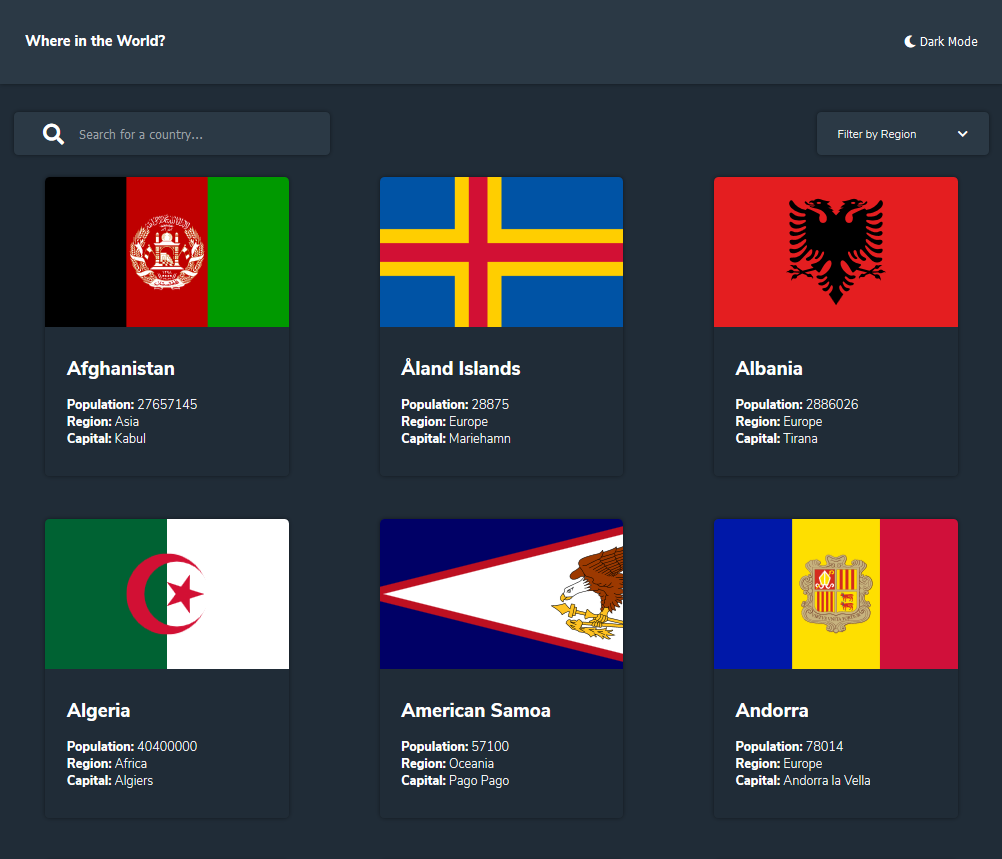 Where in the World?
Dark Mode
Search for a country...
Filter by Region
Afghanistan
Population: 27657145
Region: Asia
Capital: Kabul
Åland Islands
Population: 28875
Region: Europe
Capital: Mariehamn
Albania
Population: 2886026
Region: Europe
Capital: Tirana
Algeria
Population: 40400000
Region: Africa
Capital: Algiers
American Samoa
Population: 57100
Region: Oceania
Capital: Pago Pago
Andorra
Population: 78014
Region: Europe
Capital: Andorra la Vella